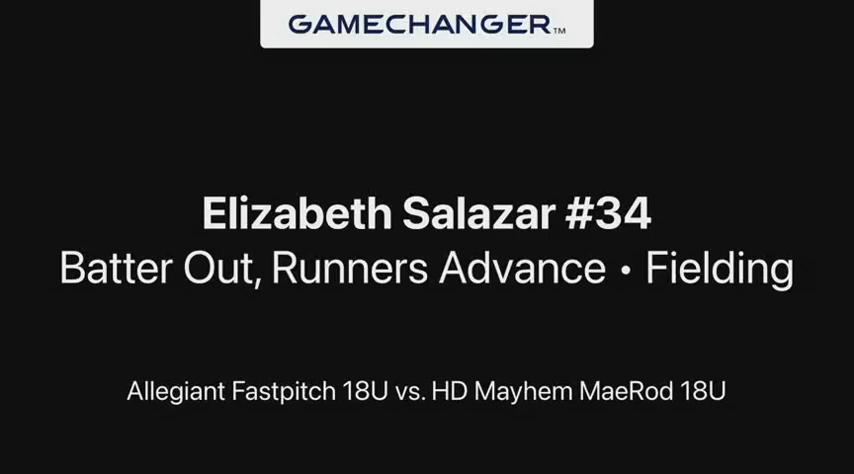 GAMECHANGER™
Elizabeth Salazar #34
Batter Out, Runners Advance • Fielding
Allegiant Fastpitch 18U vs. HD Mayhem MaeRod 18U